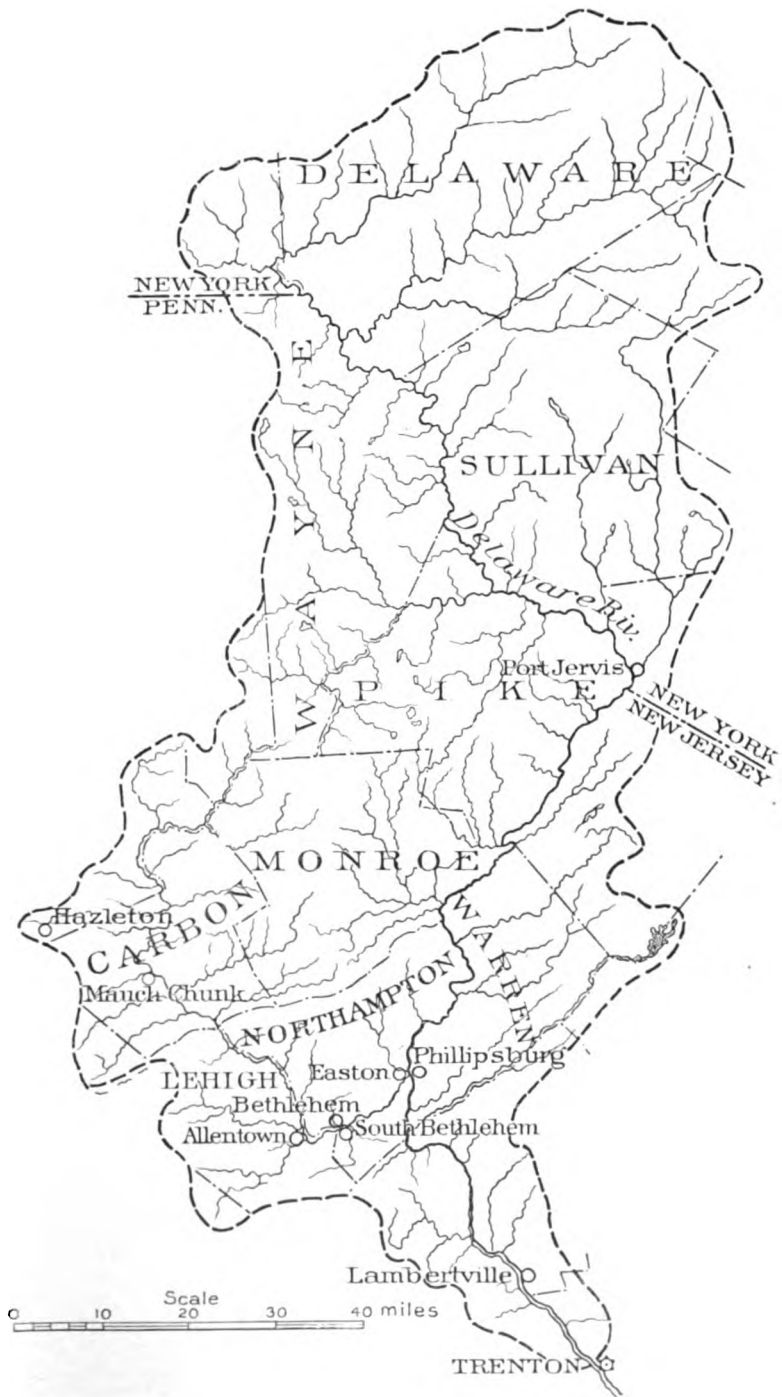 DELAWARE
NEW YORK
PENN.
WAYNE
SULLIVAN
Delaware Riv.
Port Jervis
PIKE
NEW YORK
NEW JERSEY
MONROE
Hazleton
CARBON
WARREN
Mauch Chunk
NORTHAMPTON
Phillipsburg
Easton
LEHIGH
Bethlehem
Allentown
South Bethlehem
Lambertville
Scale
0 10 20 30 40 miles
TRENTON